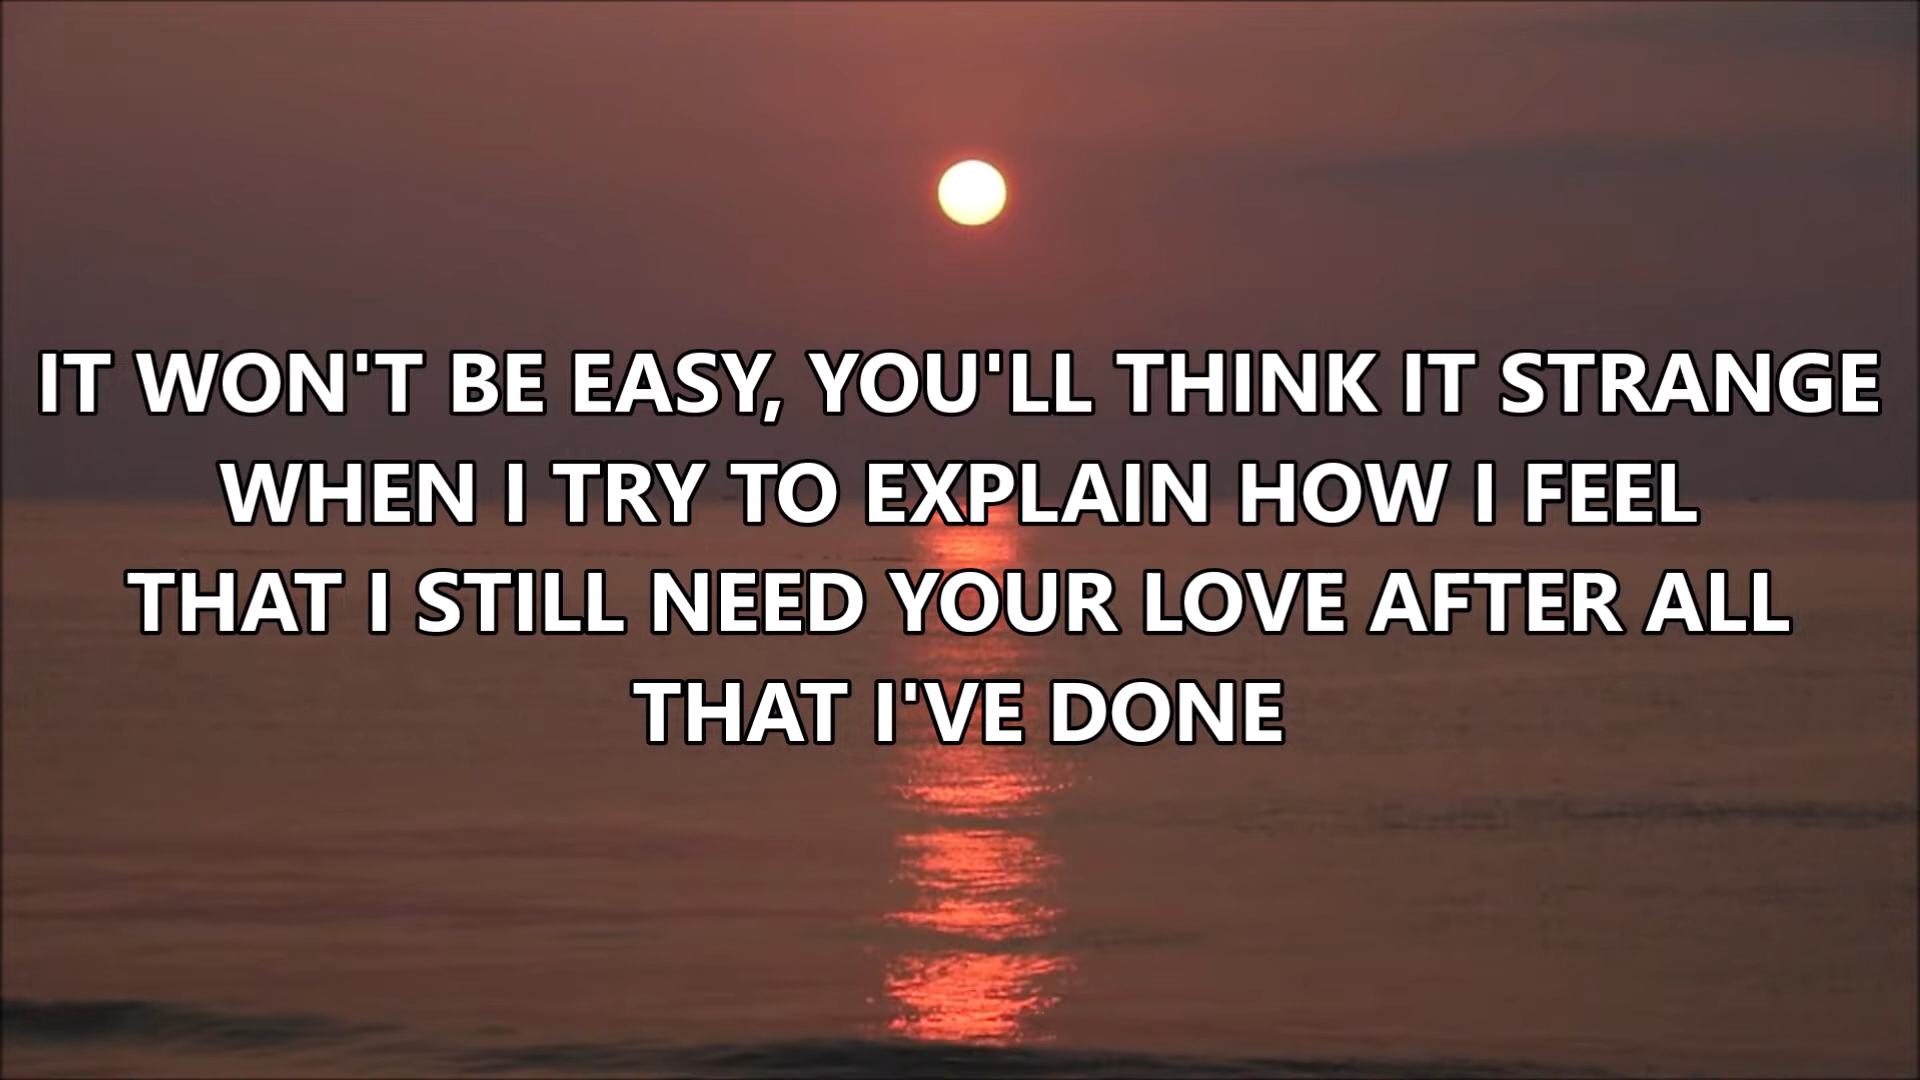 IT WON'T BE EASY, YOU'LL THINK IT STRANGE
WHEN I TRY TO EXPLAIN HOW I FEEL
THAT I STILL NEED YOUR LOVE AFTER ALL
THAT I'VE DONE